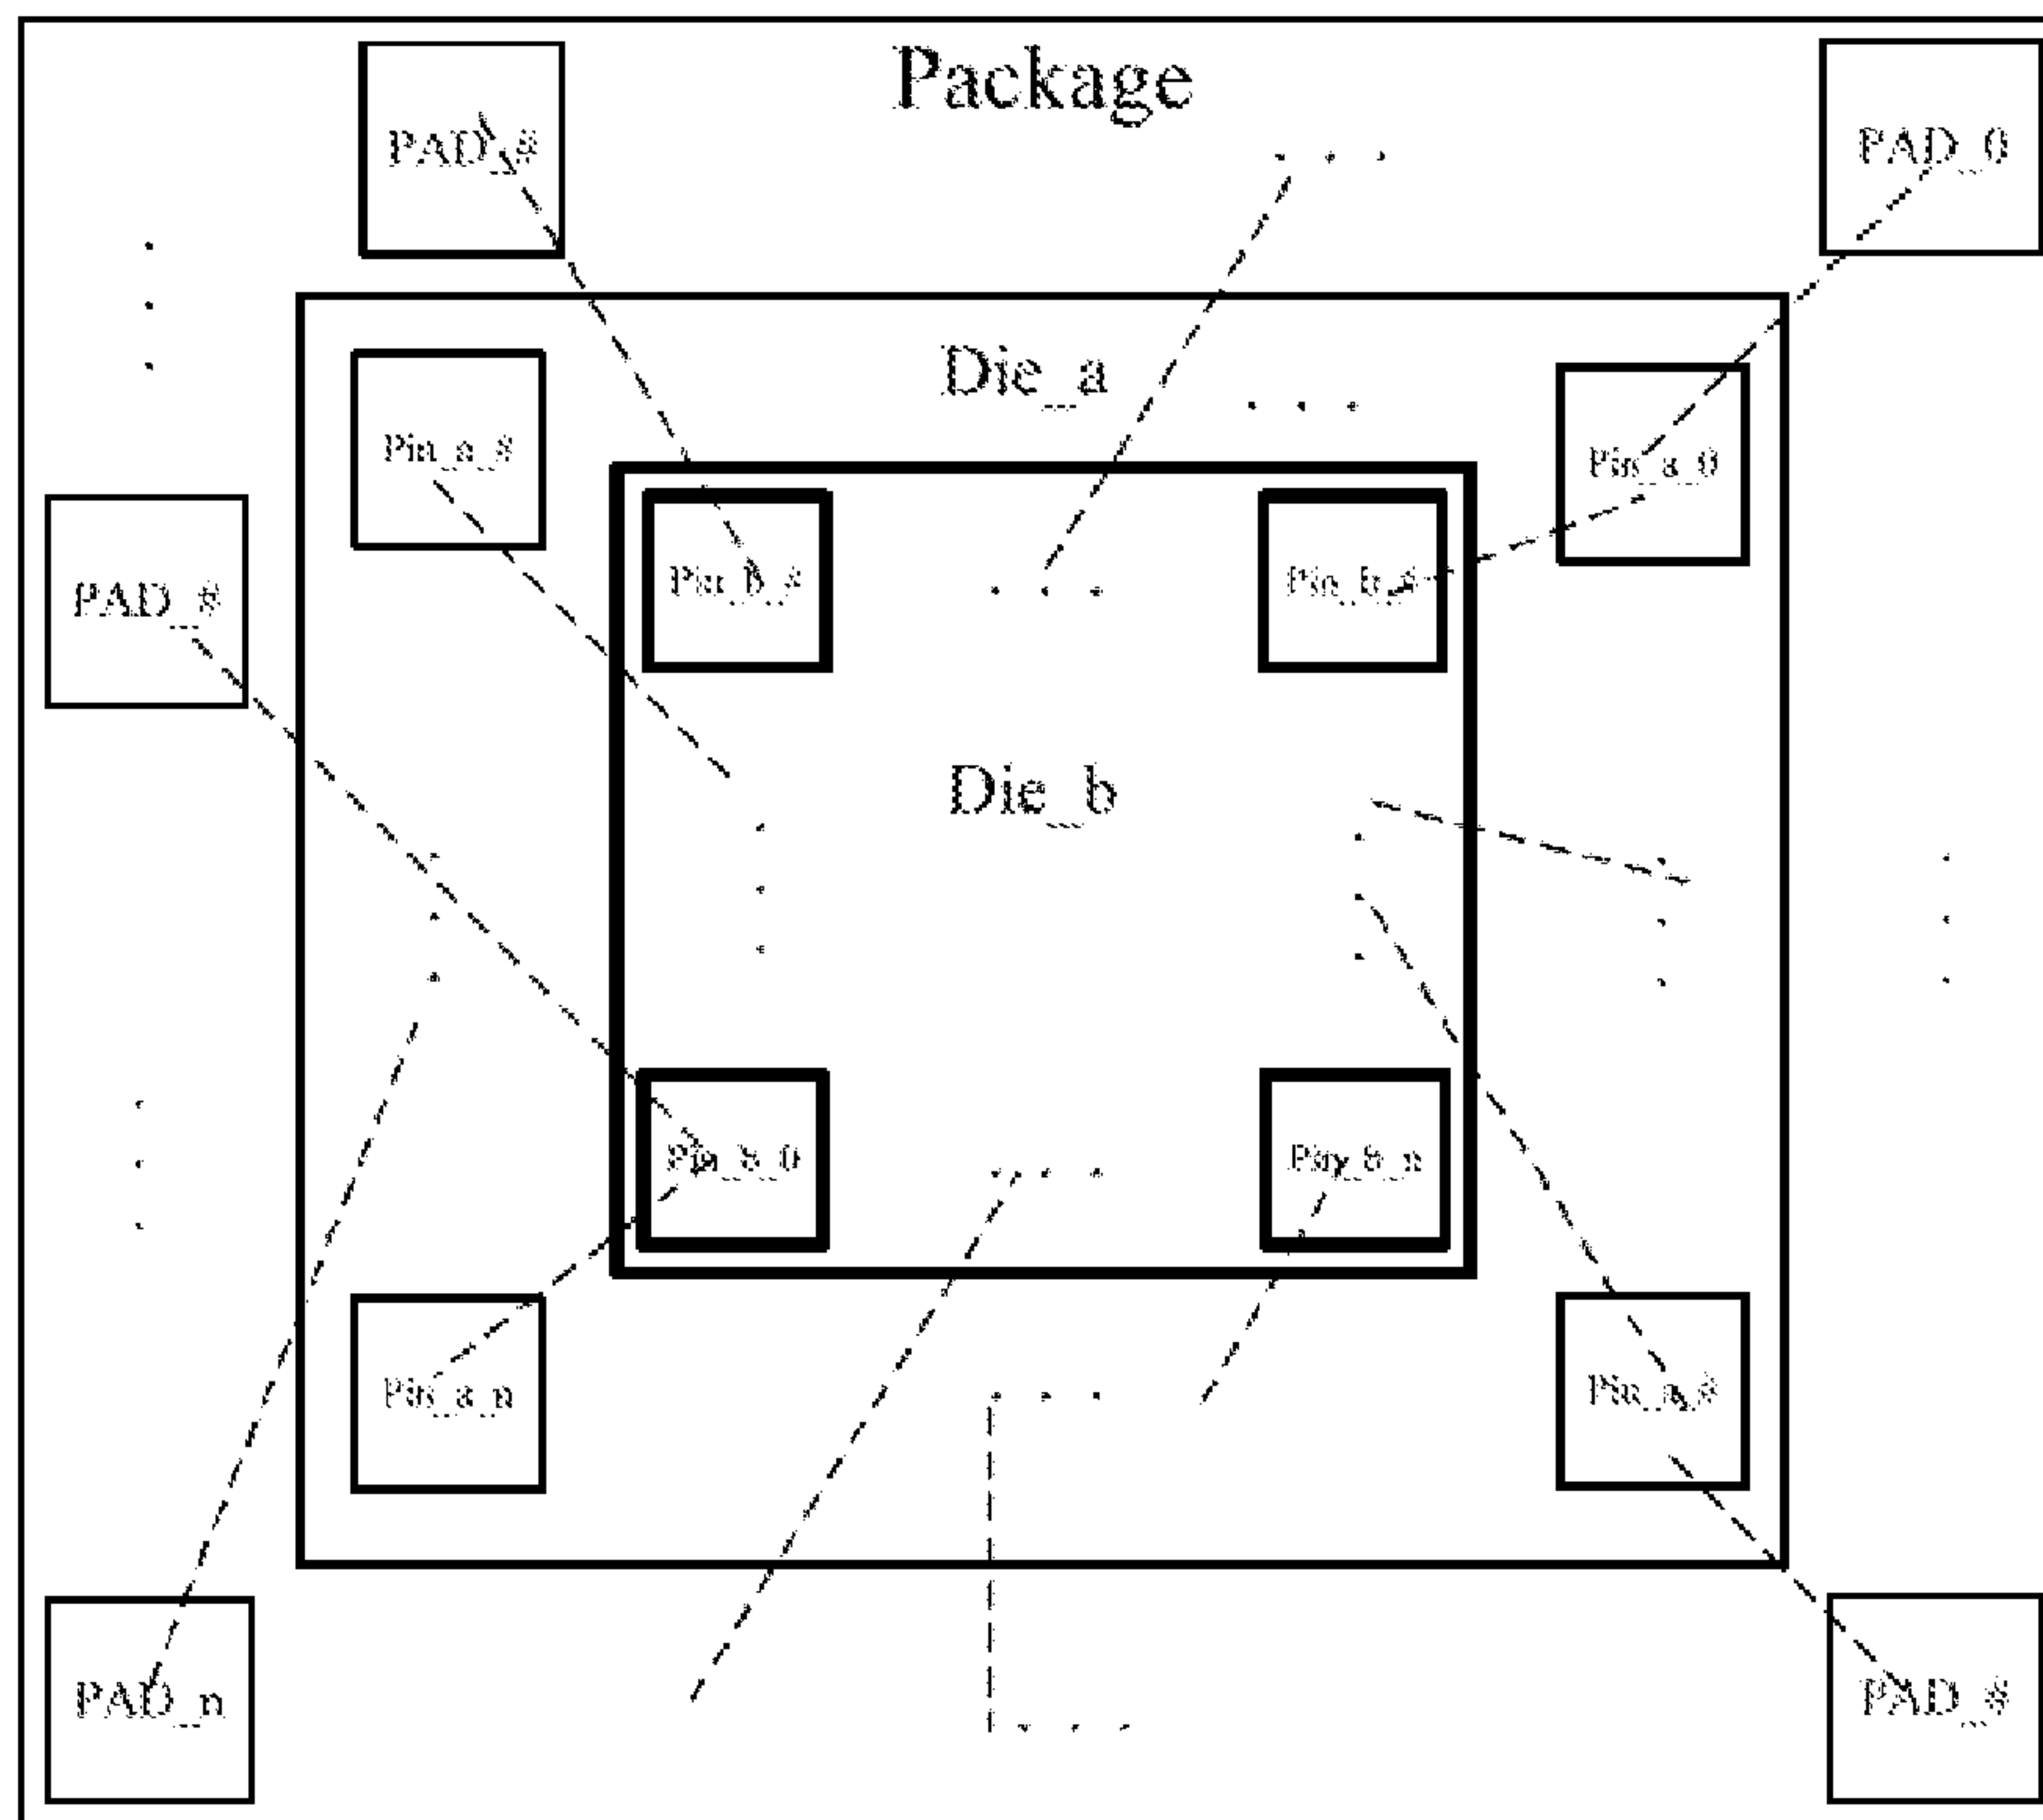 Package
PAD_#
PAD_0
Die_a
Pin_a_#
Pin_a_0
PAD_#
Pin_b_#
Pin_b_#
Die_b
Pin_b_0
Pin_b_n
Pin_a_n
Pin_a_#
PAD_n
PAD_#